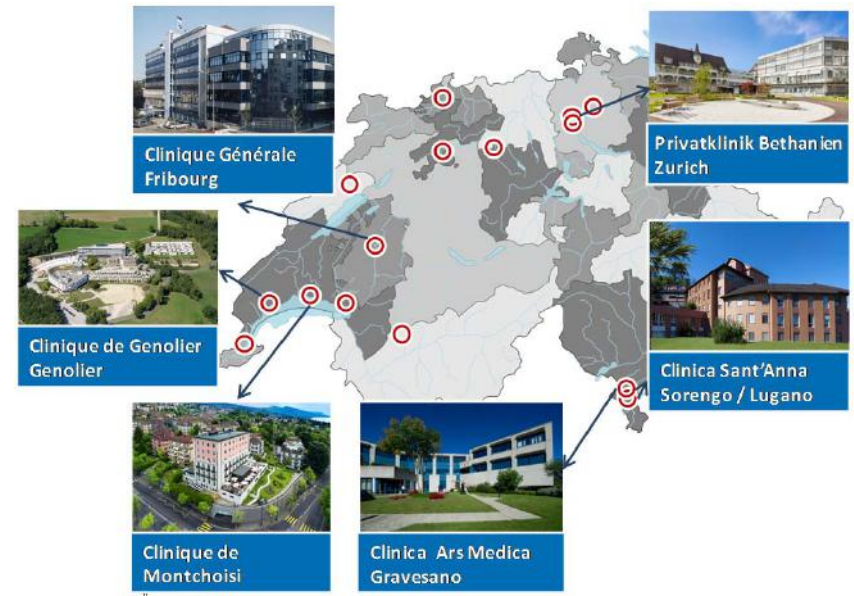 Clinique Générale
Fribourg
Privatklinik Bethanien
Zurich
Clinique de Genolier
Genolier
Clinica Sant'Anna
Sorengo / Lugano
Clinique de
Montchoisi
Clinica Ars Medica
Gravesano